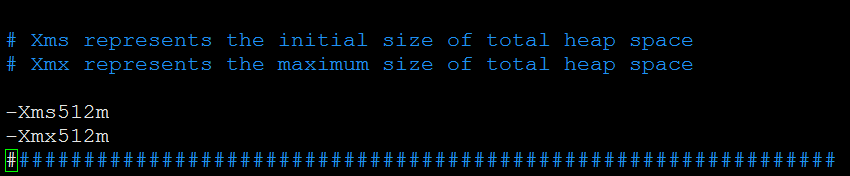 # Xms represents the initial size of total heap space
# Xmx represents the maximum size of total heap space
-Xms512m
-Xmx512m
################################################################